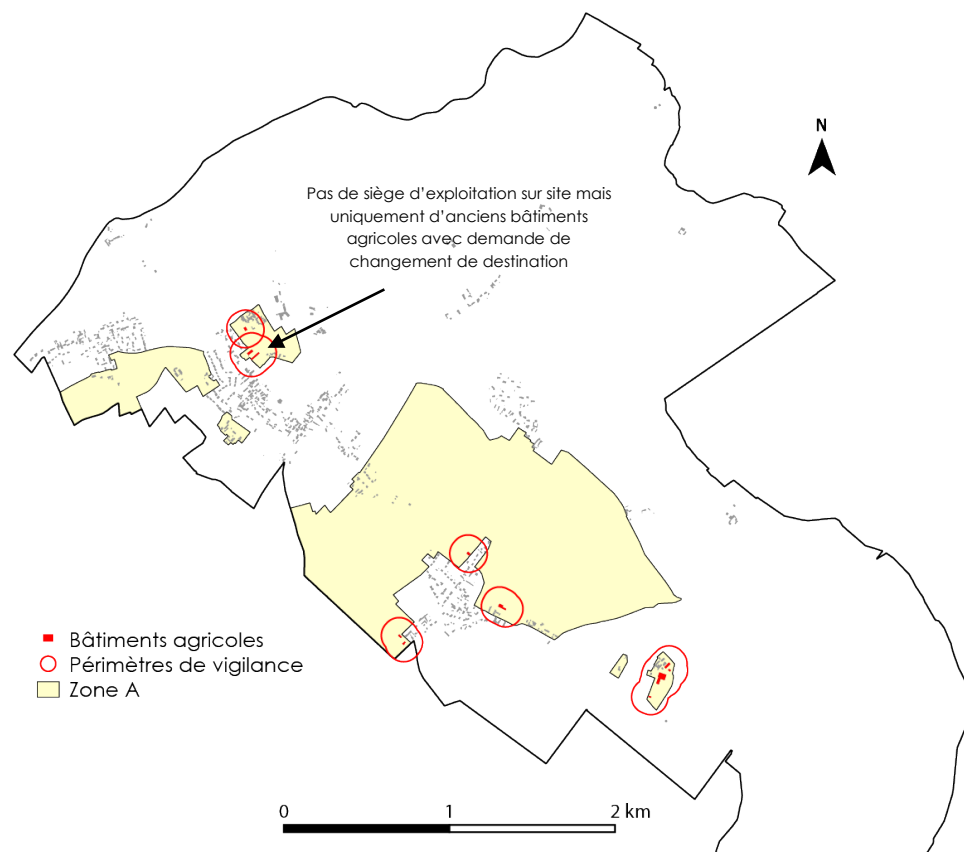 N
Pas de siège d’exploitation sur site mais
uniquement d’anciens bâtiments
agricoles avec demande de
changement de destination
Bâtiments agricoles
Périmètres de vigilance
Zone A
0 1 2 km